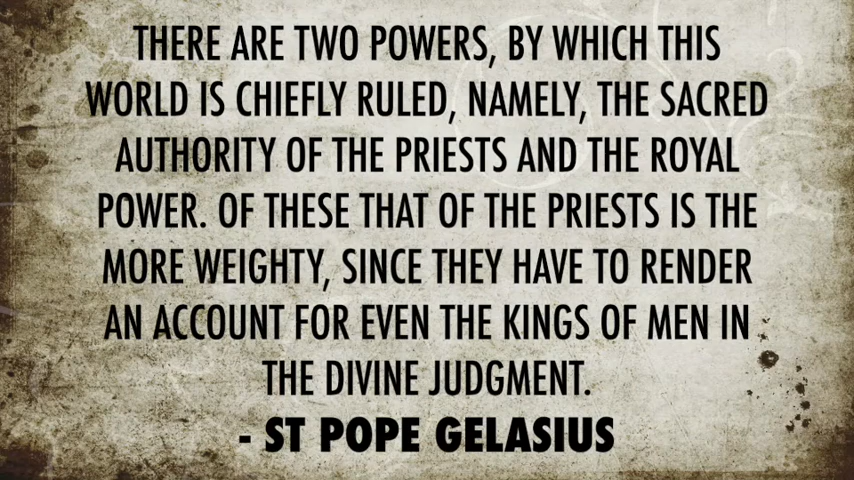 THERE ARE TWO POWERS, BY WHICH THIS
WORLD IS CHIEFLY RULED, NAMELY, THE SACRED
AUTHORITY OF THE PRIESTS AND THE ROYAL
POWER. OF THESE THAT OF THE PRIESTS IS THE
MORE WEIGHTY, SINCE THEY HAVE TO RENDER
AN ACCOUNT FOR EVEN THE KINGS OF MEN IN
THE DIVINE JUDGMENT.
- ST POPE GELASIUS